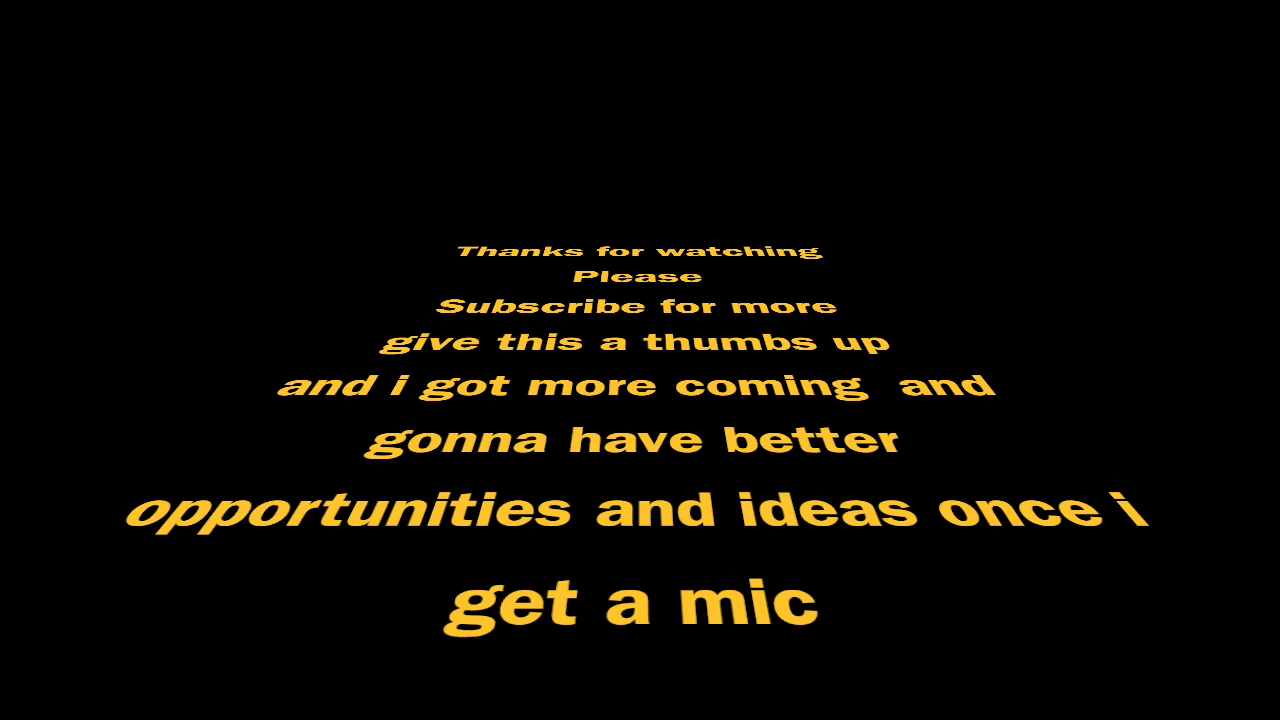 Thanks for watching
Please
Subscribe for more
give this a thumbs up
and i got more coming  and
gonna have better
opportunities and ideas once i
get a mic